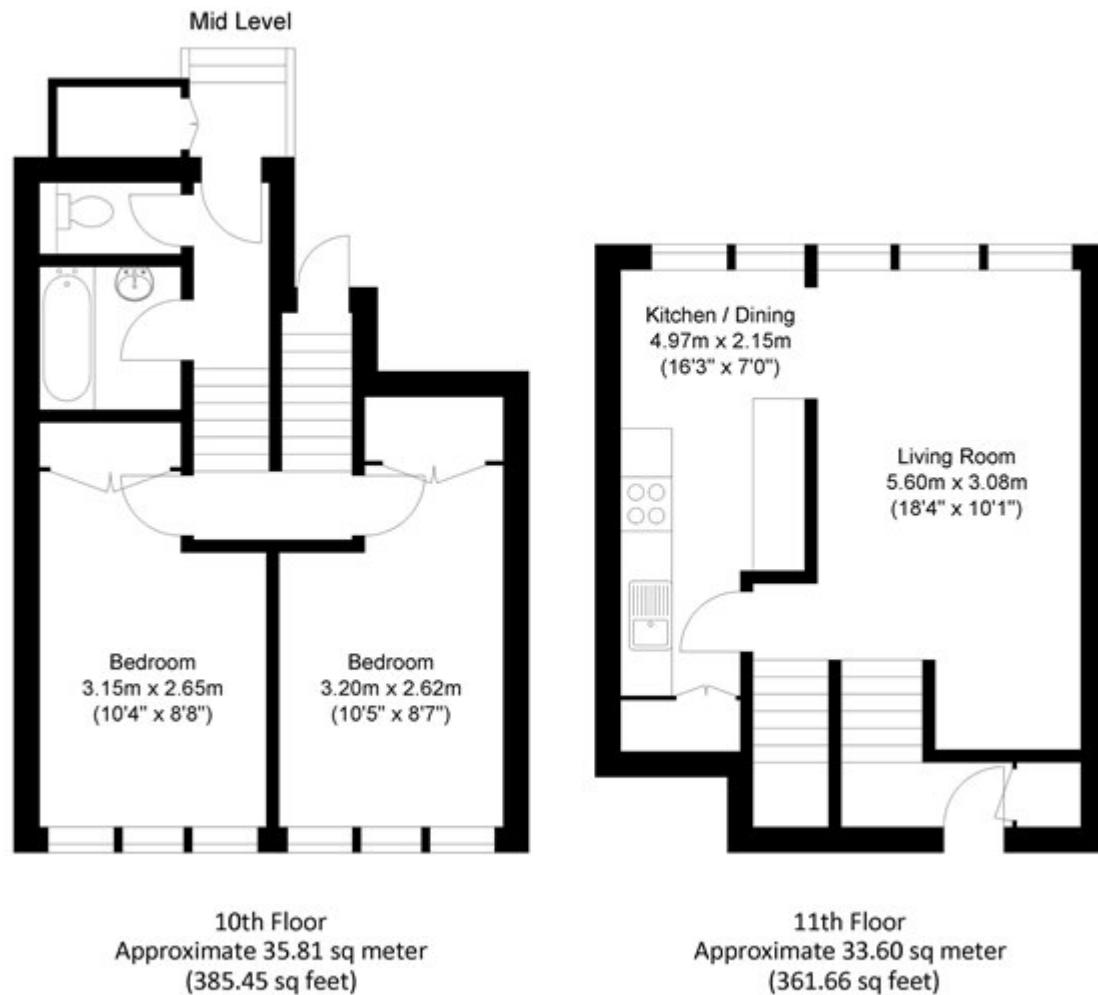 Mid Level
Kitchen / Dining
4.97m x 2.15m
(16'3" x 7'0")
Living Room
5.60m x 3.08m
(18'4" x 10'1")
Bedroom
3.15m x 2.65m
(10'4" x 8'8")
Bedroom
3.20m x 2.62m
(10'5" x 8'7")
10th Floor
Approximate 35.81 sq meter
(385.45 sq feet)
11th Floor
Approximate 33.60 sq meter
(361.66 sq feet)